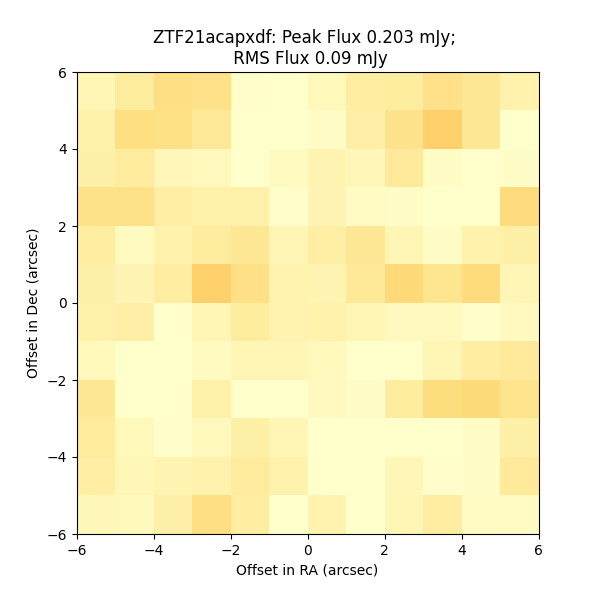 ZTF21acapxdf: Peak Flux 0.203 mJy;
RMS Flux 0.09 mJy
6
4
2
0
−2
−4
−6
Offset in Dec (arcsec)
−6 −4 −2 0 2 4 6
Offset in RA (arcsec)